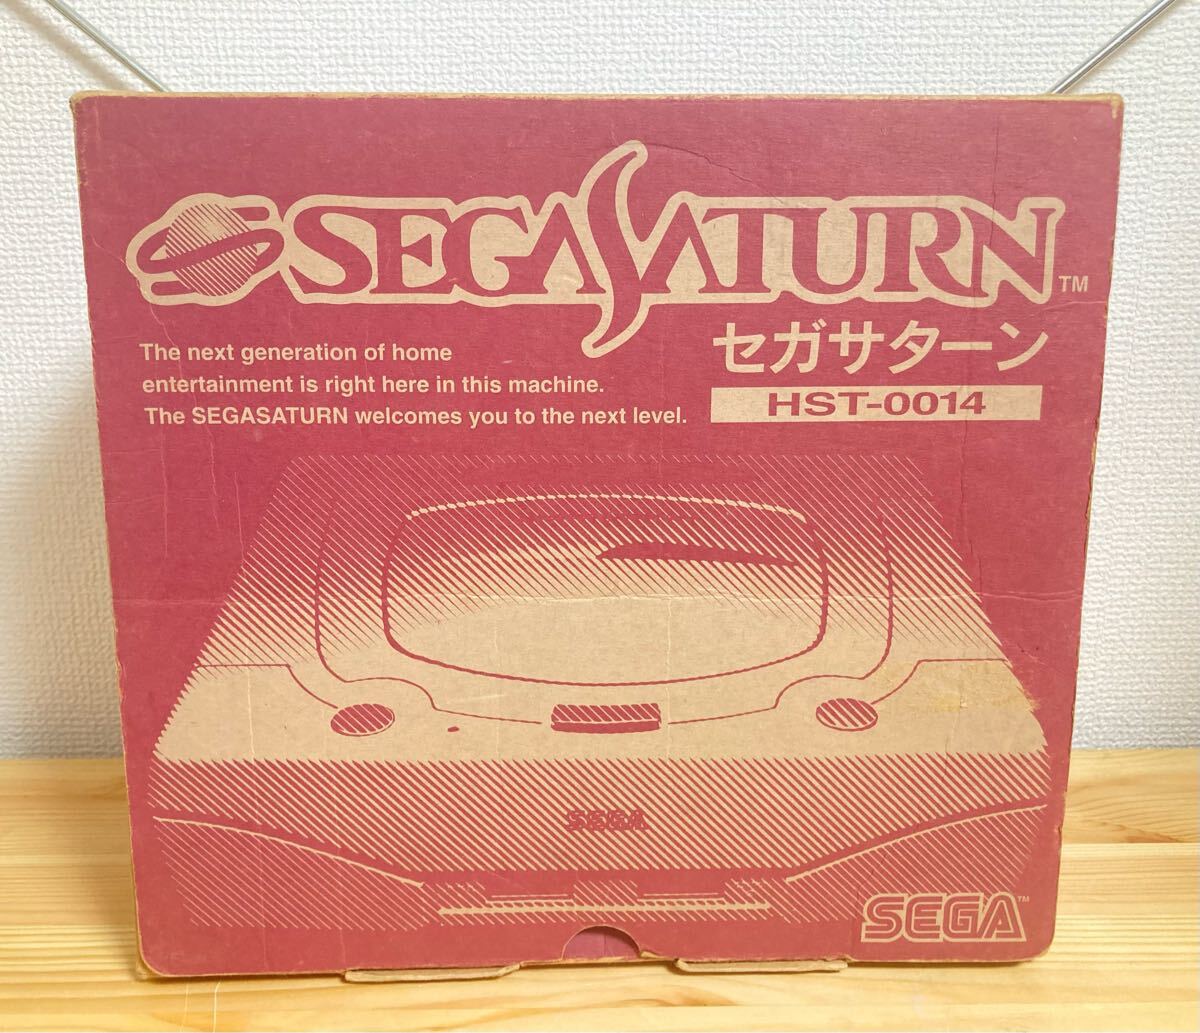 SEGASATURN™
セガサターン
HST-0014
The next generation of home
entertainment is right here in this machine.
The SEGASATURN welcomes you to the next level.
SEGA
SEGA™